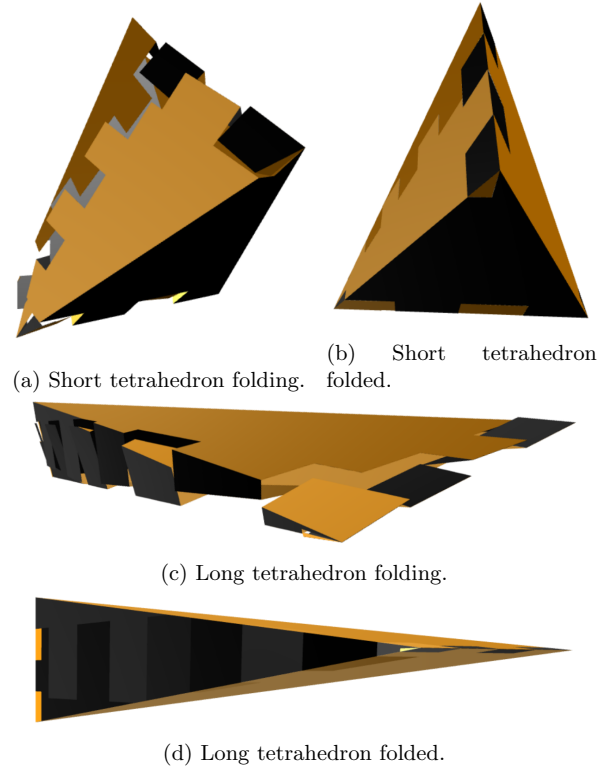 (a) Short tetrahedron folding.
(b) Short tetrahedron
folded.
(c) Long tetrahedron folding.
(d) Long tetrahedron folded.